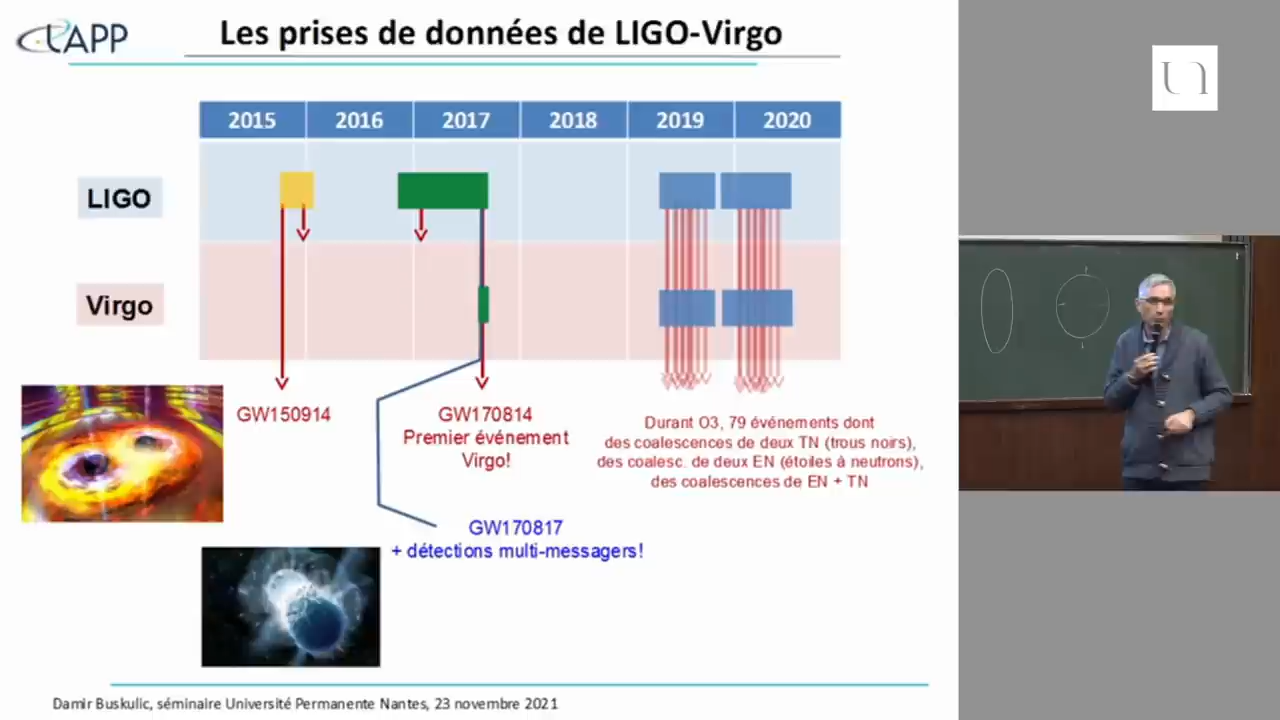 LAPP
Les prises de données de LIGO-Virgo
2015 2016 2017 2018 2019 2020
LIGO
Virgo
GW150914
GW170814
Premier événement
Virgo!
Durant O3, 79 événements dont
des coalescences de deux TN (trous noirs),
des coalesc. de deux EN (étoiles à neutrons),
des coalescences de EN + TN
GW170817
+ détections multi-messagers!
Damir Buskulic, séminaire Université Permanente Nantes, 23 novembre 2021